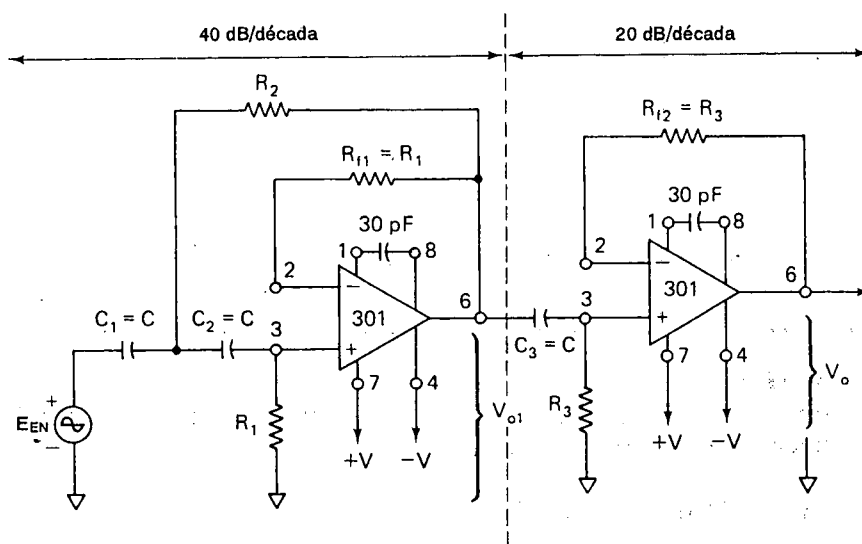 40 dB/década
20 dB/década
R2
Rf1 = R1
Rf2 = R3
30 pF
1
8
2
301
6
3
7
4
C1 = C
C2 = C
EEN
+
−
−
+
R1
+V
−V
Vo1
C3 = C
30 pF
1
8
2
−
301
6
3
+
7
4
R3
+V
−V
Vo